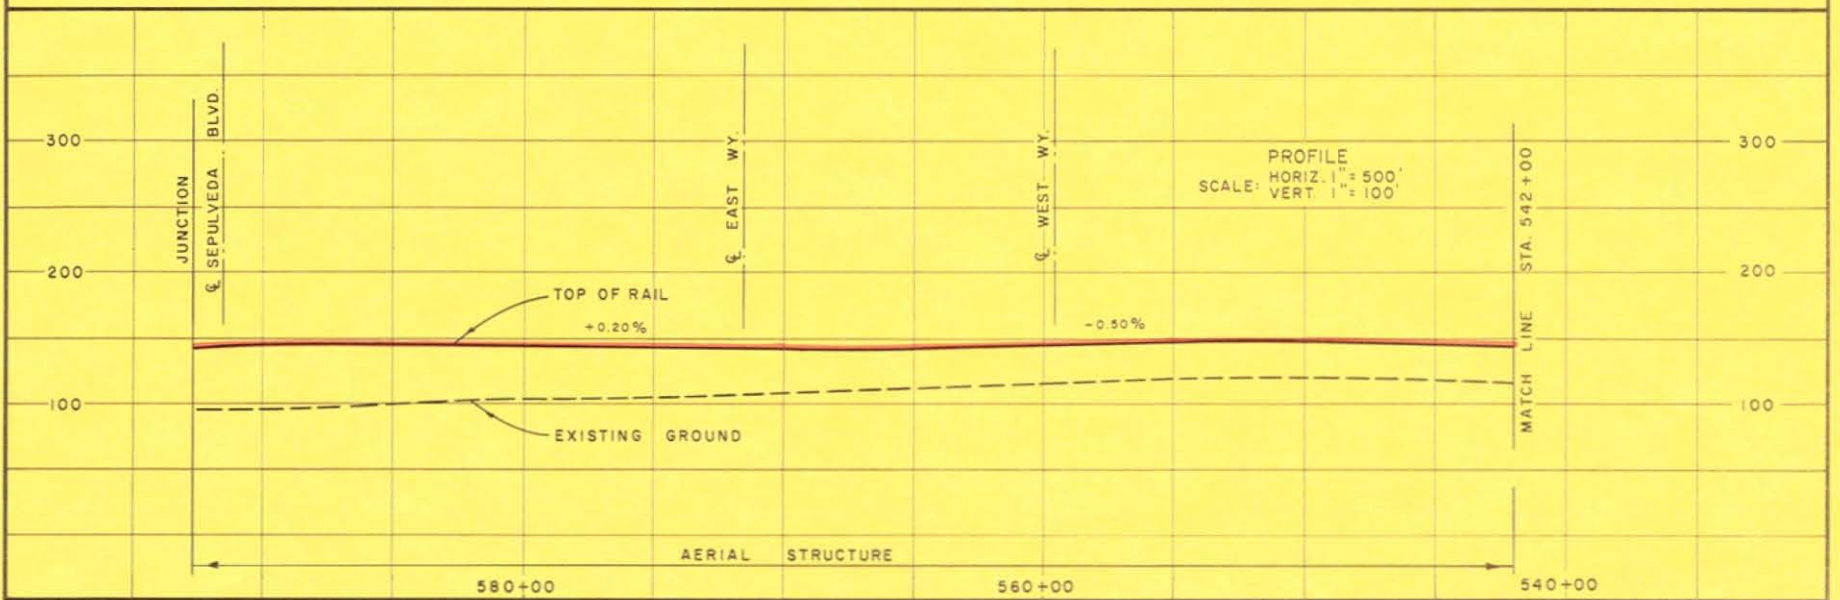 300
200
100
JUNCTION
℄ SEPULVEDA BLVD.
℄ EAST WY.
℄ WEST WY.
PROFILE
SCALE: HORIZ. 1" = 500'
VERT. 1" = 100'
MATCH LINE STA. 542+00
300
200
100
TOP OF RAIL
+0.20%
-0.50%
EXISTING GROUND
AERIAL STRUCTURE
580+00
560+00
540+00